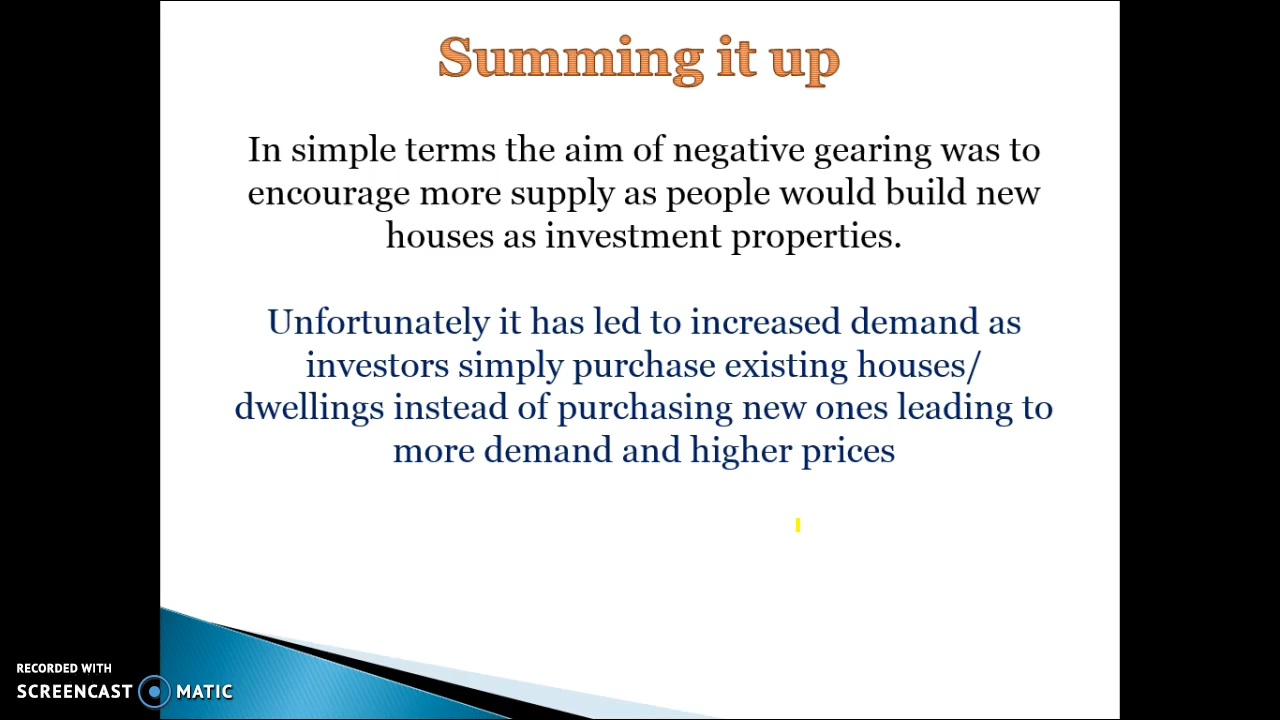 Summing it up
In simple terms the aim of negative gearing was to
encourage more supply as people would build new
houses as investment properties.
Unfortunately it has led to increased demand as
investors simply purchase existing houses/
dwellings instead of purchasing new ones leading to
more demand and higher prices
RECORDED WITH
SCREENCAST MATIC